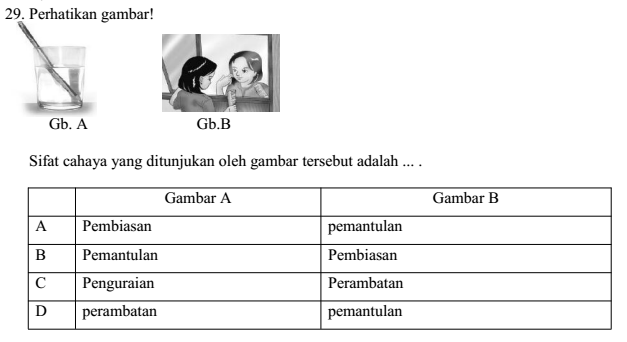 29. Perhatikan gambar!
Gb. A
Gb.B
Sifat cahaya yang ditunjukan oleh gambar tersebut adalah ... .
Gambar A
Gambar B
A
Pembiasan
pemantulan
B
Pemantulan
Pembiasan
C
Penguraian
Perambatan
D
perambatan
pemantulan